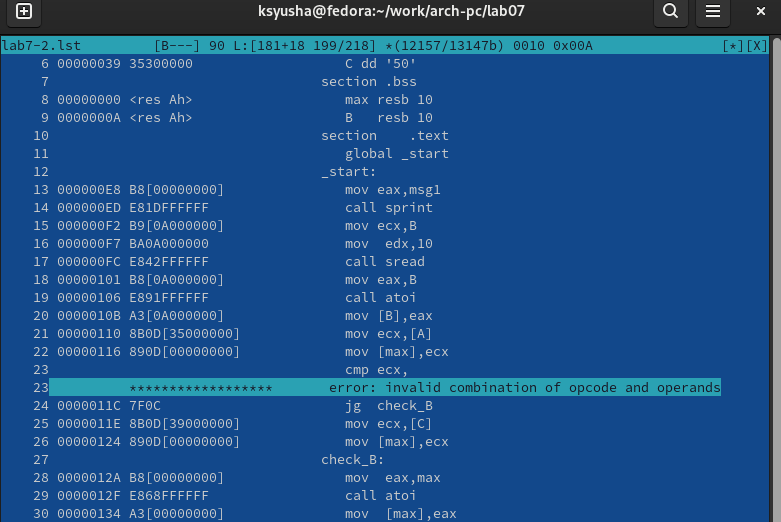 ksyusha@fedora:~/work/arch-pc/lab07
lab7-2.lst [B---] 90 L:[181+18 199/218] *(12157/13147b) 0010 0x00A [*][X]
6 00000039 35300000 C dd '50'
7 section .bss
8 00000000 <res Ah> max resb 10
9 0000000A <res Ah> B resb 10
10 section .text
11 global _start
12 _start:
13 000000E8 B8[00000000] mov eax,msg1
14 000000ED E81DFFFFFF call sprint
15 000000F2 B9[0A000000] mov ecx,B
16 000000F7 BA0A000000 mov edx,10
17 000000FC E842FFFFFF call sread
18 00000101 B8[0A000000] mov eax,B
19 00000106 E891FFFFFF call atoi
20 0000010B A3[0A000000] mov [B],eax
21 00000110 8B0D[35000000] mov ecx,[A]
22 00000116 890D[00000000] mov [max],ecx
23 cmp ecx,
23 ****************** error: invalid combination of opcode and operands
24 0000011C 7F0C jg check_B
25 0000011E 8B0D[39000000] mov ecx,[C]
26 00000124 890D[00000000] mov [max],ecx
27 check_B:
28 0000012A B8[00000000] mov eax,max
29 0000012F E868FFFFFF call atoi
30 00000134 A3[00000000] mov [max],eax